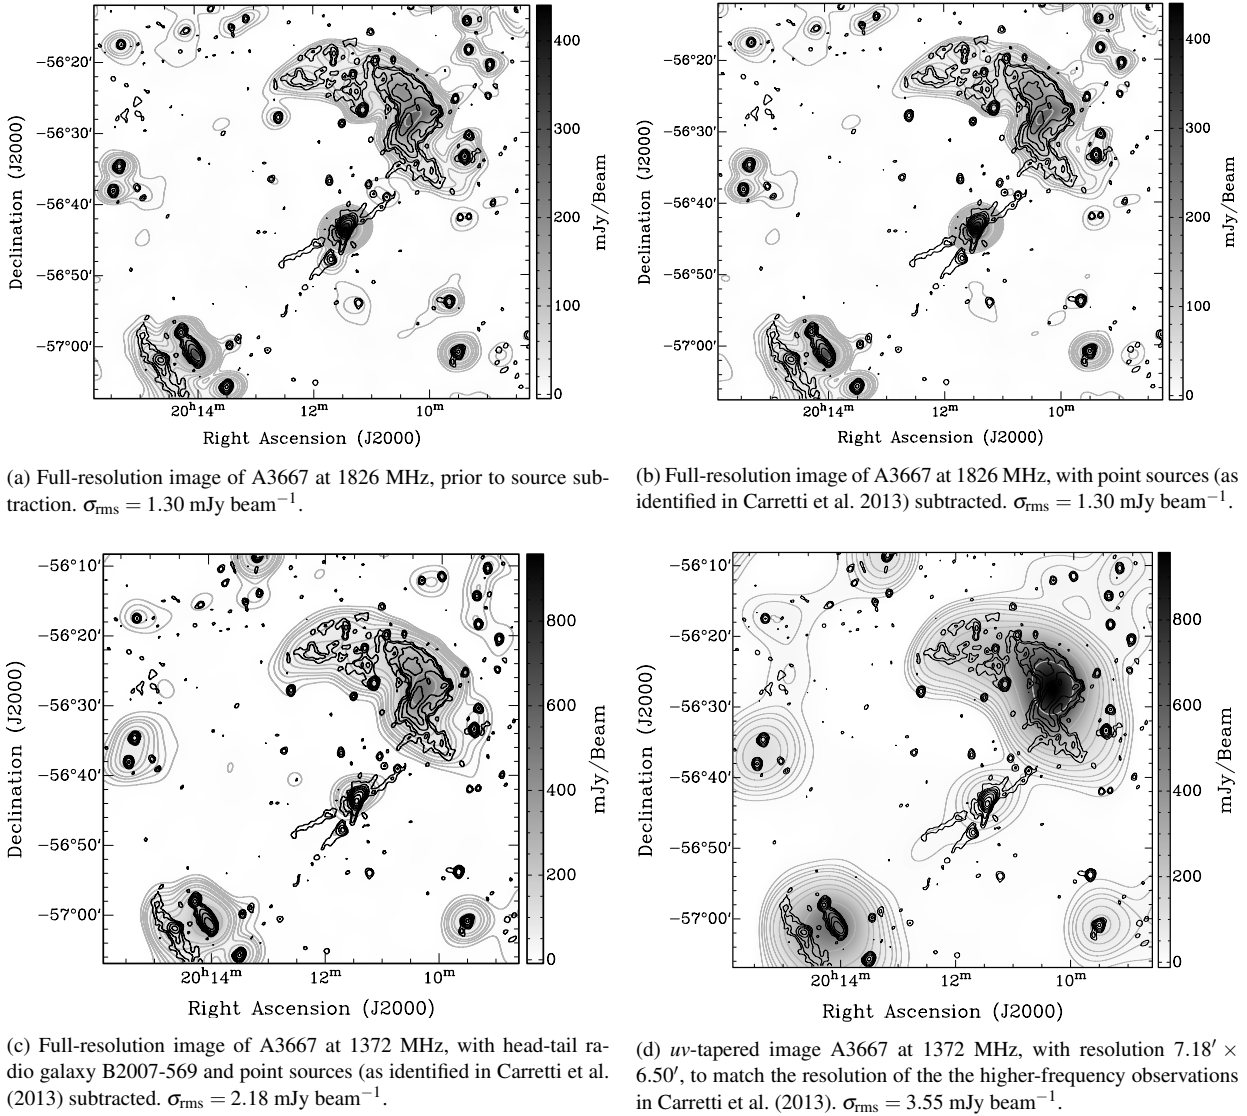 400
300
200
100
0
mJy/Beam
−56°20′
−56°30′
−56°40′
−56°50′
−57°00′
Declination (J2000)
20ʰ14ᵐ
12ᵐ
10ᵐ
Right Ascension (J2000)
(a) Full-resolution image of A3667 at 1826 MHz, prior to source sub-
traction. σrms = 1.30 mJy beam⁻¹.
400
300
200
100
0
mJy/Beam
−56°20′
−56°30′
−56°40′
−56°50′
−57°00′
Declination (J2000)
20ʰ14ᵐ
12ᵐ
10ᵐ
Right Ascension (J2000)
(b) Full-resolution image of A3667 at 1826 MHz, with point sources (as
identified in Carretti et al. 2013) subtracted. σrms = 1.30 mJy beam⁻¹.
800
600
400
200
0
mJy/Beam
−56°10′
−56°20′
−56°30′
−56°40′
−56°50′
−57°00′
Declination (J2000)
20ʰ14ᵐ
12ᵐ
10ᵐ
Right Ascension (J2000)
(c) Full-resolution image of A3667 at 1372 MHz, with head-tail ra-
dio galaxy B2007-569 and point sources (as identified in Carretti et al.
(2013) subtracted. σrms = 2.18 mJy beam⁻¹.
800
600
400
200
0
mJy/Beam
−56°10′
−56°20′
−56°30′
−56°40′
−56°50′
−57°00′
Declination (J2000)
20ʰ14ᵐ
12ᵐ
10ᵐ
Right Ascension (J2000)
(d) uv-tapered image A3667 at 1372 MHz, with resolution 7.18′ ×
6.50′, to match the resolution of the the higher-frequency observations
in Carretti et al. (2013). σrms = 3.55 mJy beam⁻¹.